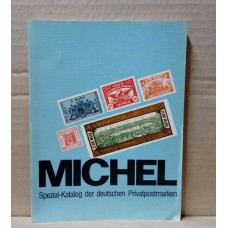 MICHEL
Spezial-Katalog der deutschen Privatpostmarken